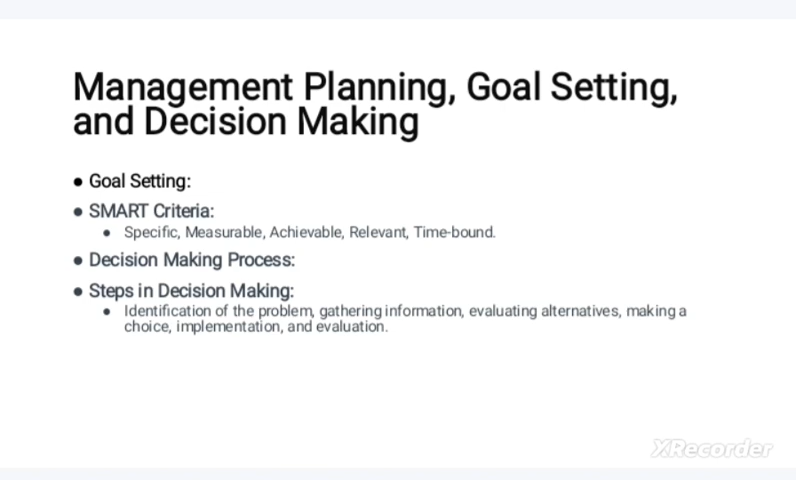 Management Planning, Goal Setting,
and Decision Making
● Goal Setting:
● SMART Criteria:
● Specific, Measurable, Achievable, Relevant, Time-bound.
● Decision Making Process:
● Steps in Decision Making:
● Identification of the problem, gathering information, evaluating alternatives, making a
choice, implementation, and evaluation.
XRecorder